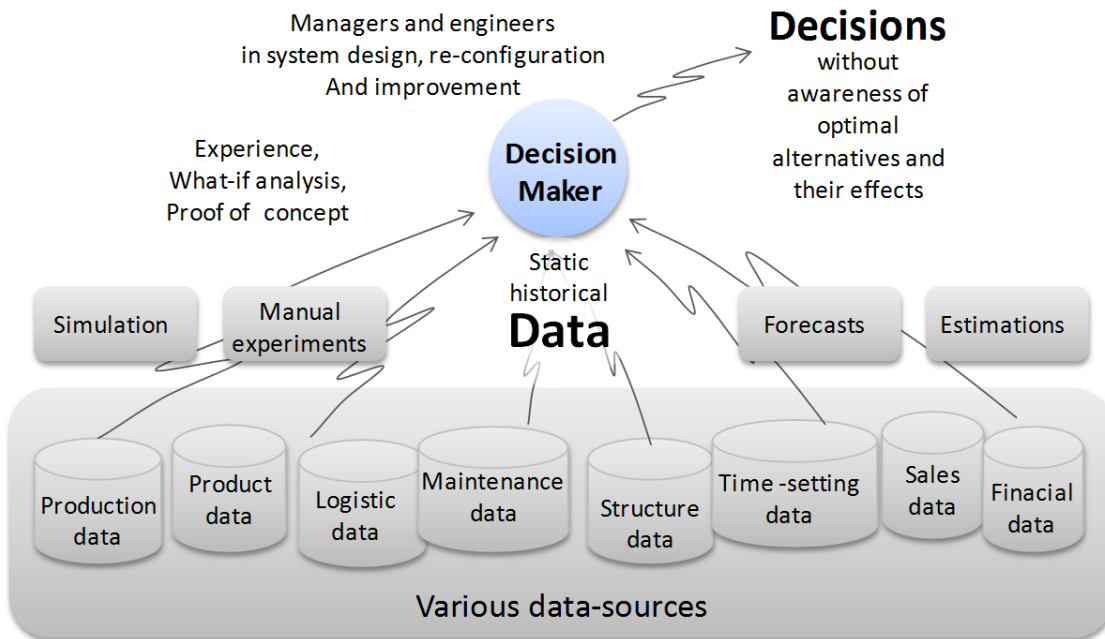 Managers and engineers
in system design, re-configuration
And improvement
Decisions
without
awareness of
optimal
alternatives and
their effects
Experience,
What-if analysis,
Proof of concept
Decision
Maker
Static
historical
Data
Simulation
Manual
experiments
Forecasts
Estimations
Production
data
Product
data
Logistic
data
Maintenance
data
Structure
data
Time -setting
data
Sales
data
Finacial
data
Various data-sources